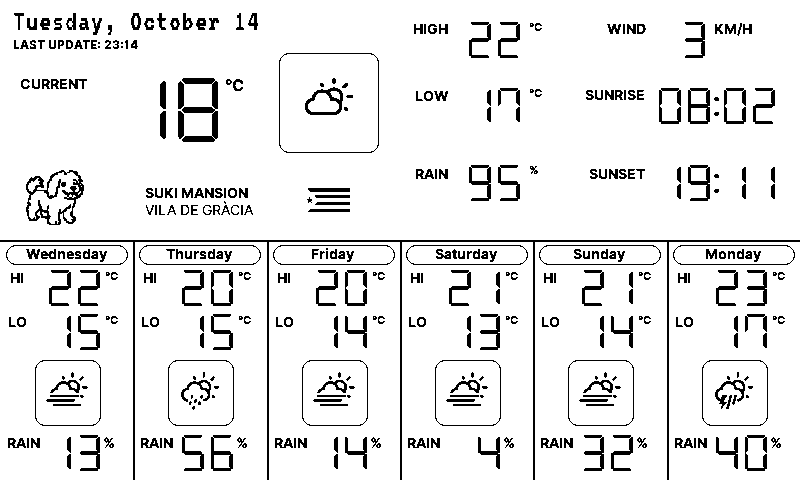 Tuesday, October 14
LAST UPDATE: 23:14
CURRENT 18 °C
SUKI MANSION
VILA DE GRÀCIA
HIGH 22 °C
LOW 17 °C
RAIN 95 %
WIND 3 KM/H
SUNRISE 08:02
SUNSET 19:11
Wednesday
HI 22 °C
LO 15 °C
RAIN 13 %
Thursday
HI 20 °C
LO 15 °C
RAIN 56 %
Friday
HI 20 °C
LO 14 °C
RAIN 14 %
Saturday
HI 21 °C
LO 13 °C
RAIN 4 %
Sunday
HI 21 °C
LO 14 °C
RAIN 32 %
Monday
HI 23 °C
LO 17 °C
RAIN 40 %